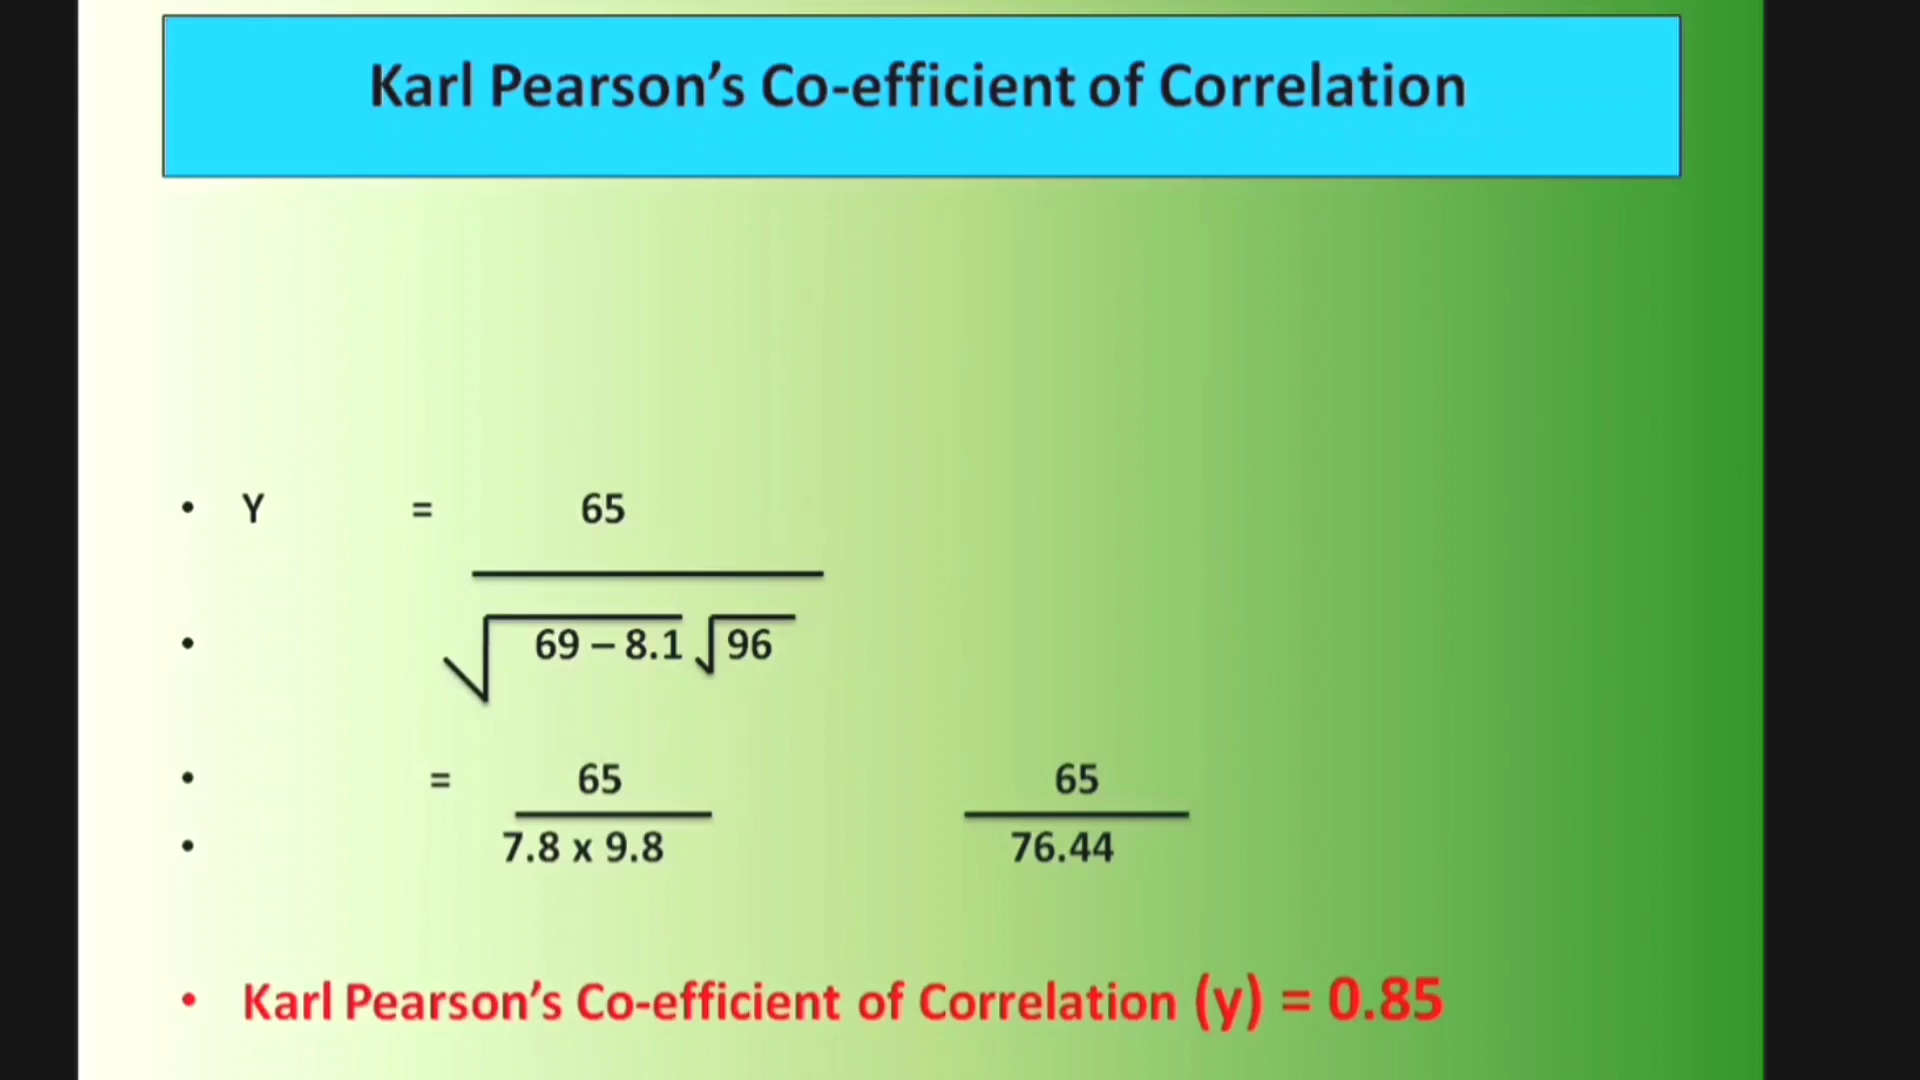 Karl Pearson's Co-efficient of Correlation
• Y = 65
• √69 – 8.1 √96
• = 65 65
• 7.8 x 9.8 76.44
• Karl Pearson's Co-efficient of Correlation (y) = 0.85